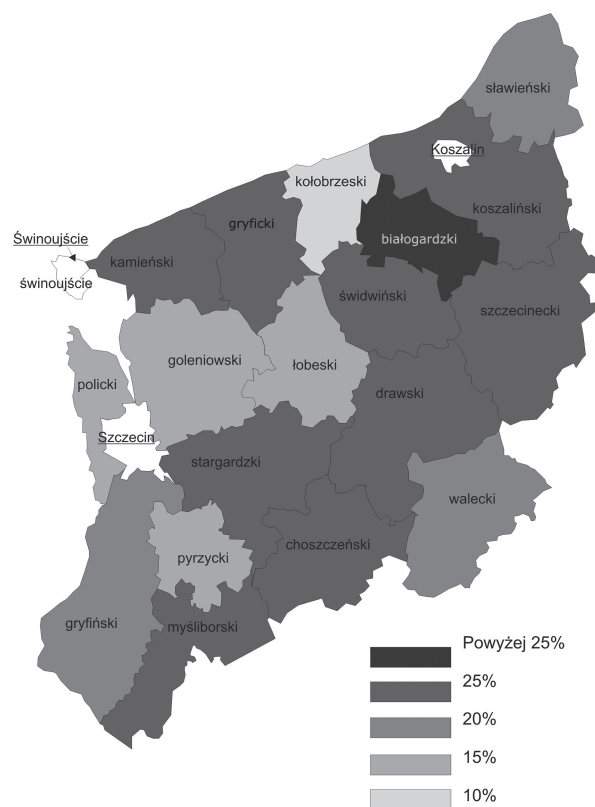 sławieński
Koszalin
kołobrzeski
koszaliński
gryficki
białogardzki
Świnoujście
kamieński
świnoujście
świdwiński
szczecinecki
goleniowski
łobeski
policki
drawski
Szczecin
stargardzki
walecki
choszczeński
pyrzycki
gryfiński
myśliborski
Powyżej 25%
25%
20%
15%
10%